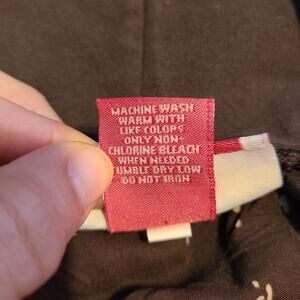 MACHINE WASH
WARM WITH
LIKE COLORS
ONLY NON-
CHLORINE BLEACH
WHEN NEEDED
TUMBLE DRY LOW
DO NOT IRON